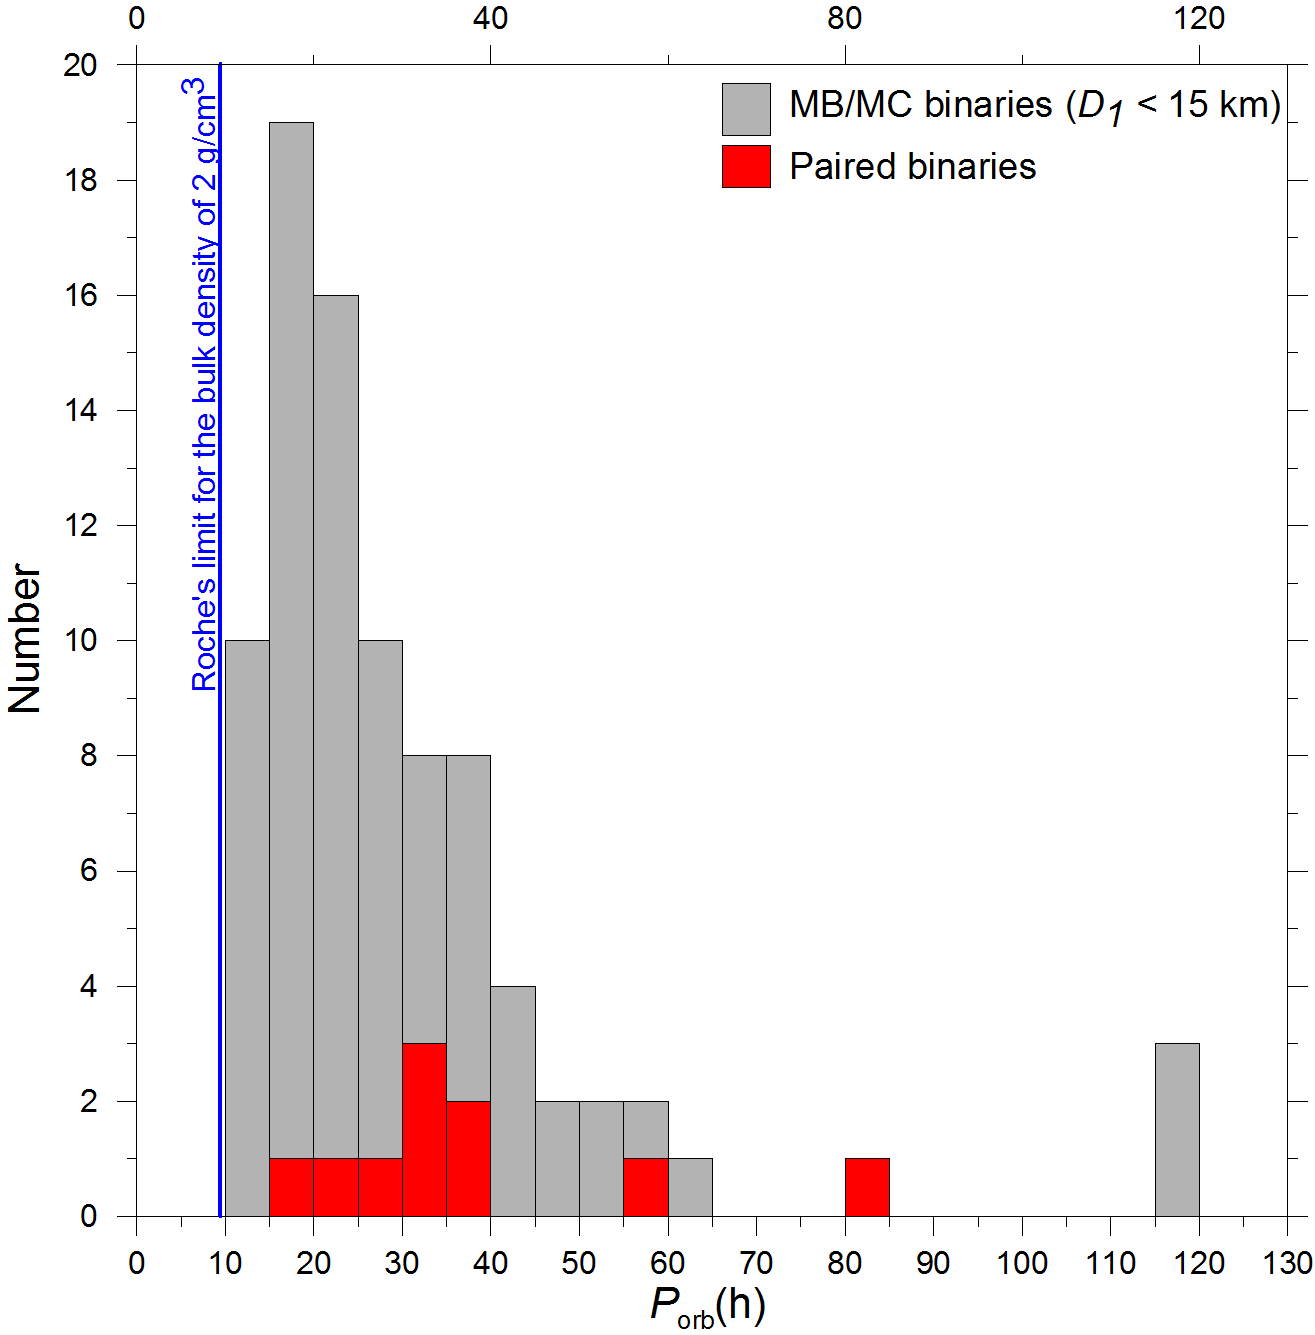 0 40 80 120
MB/MC binaries (D1 < 15 km)
Paired binaries
Roche's limit for the bulk density of 2 g/cm3
Number
20
18
16
14
12
10
8
6
4
2
0
0 10 20 30 40 50 60 70 80 90 100 110 120 130
Porb(h)